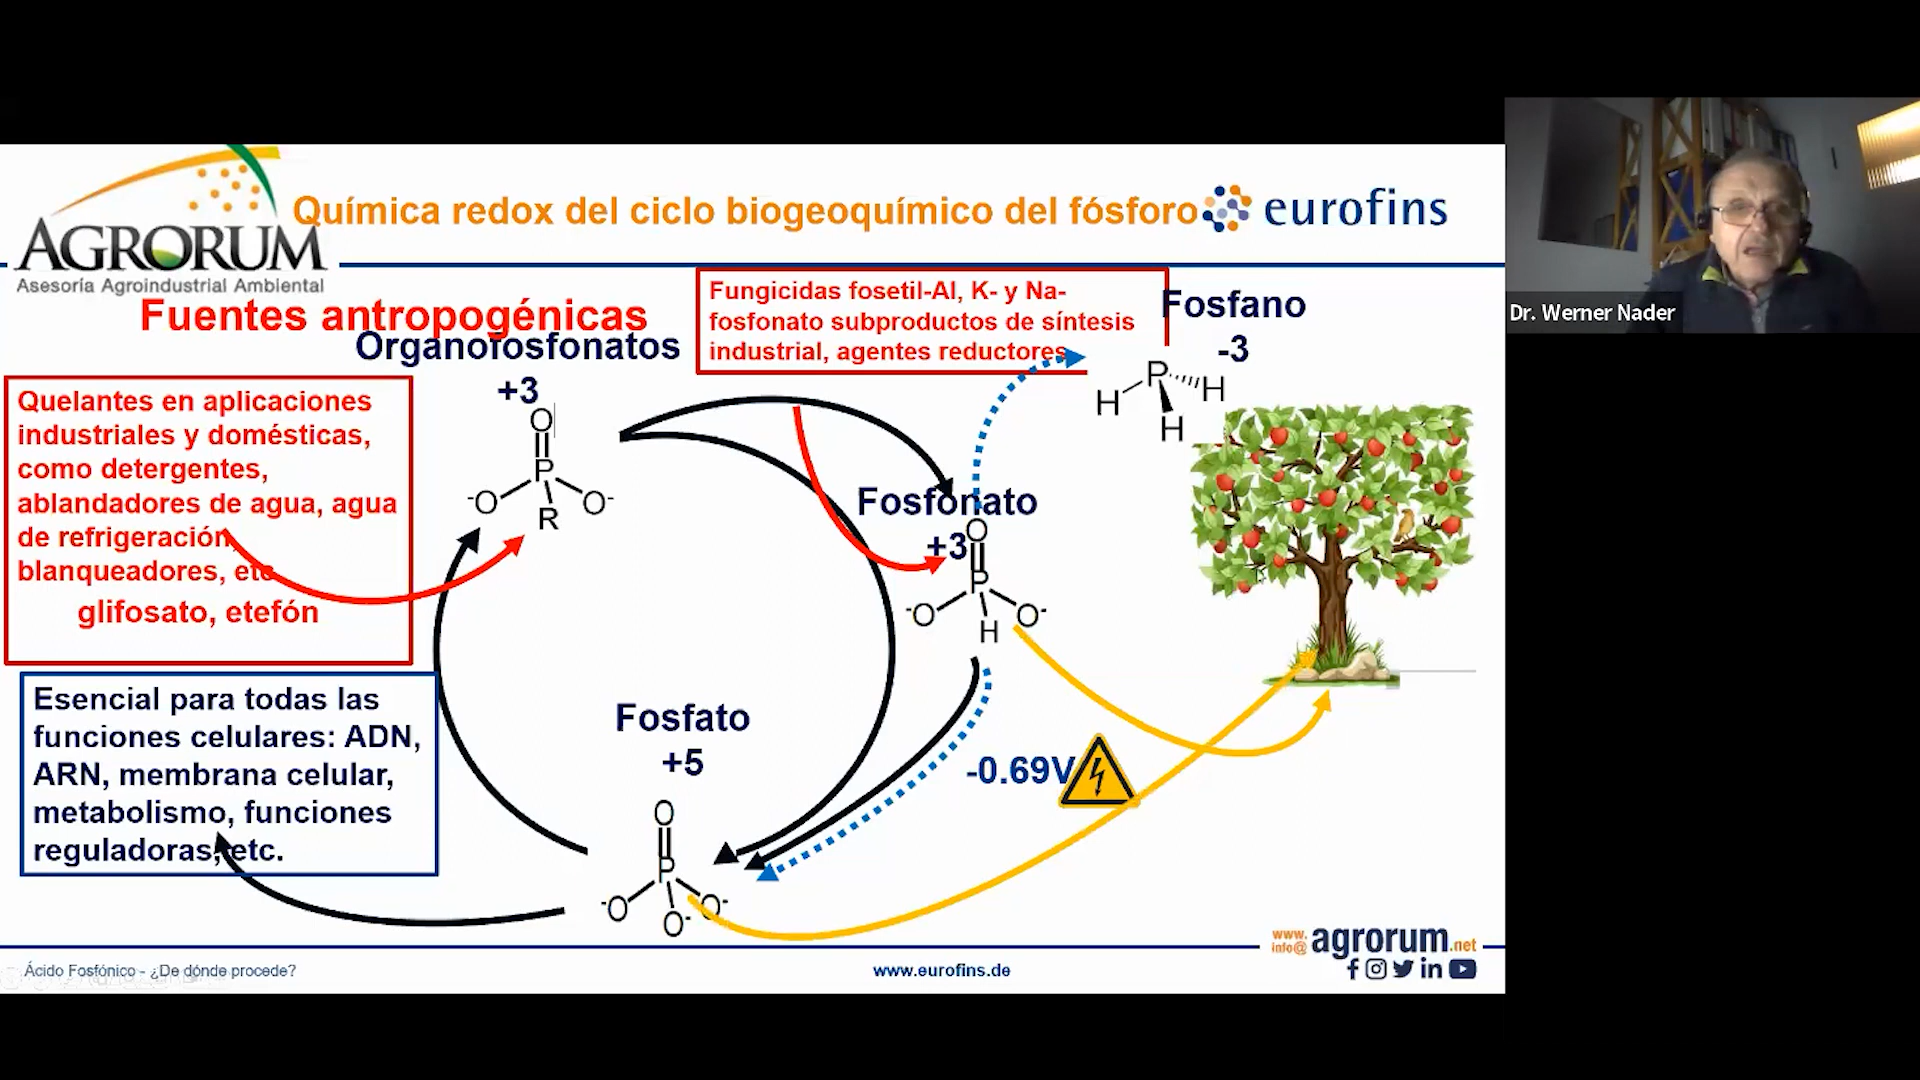 AGRORUM
Asesoría Agroindustrial Ambiental
Química redox del ciclo biogeoquímico del fósforo
eurofins
Dr. Werner Nader
Fuentes antropogénicas
Fungicidas fosetil-Al, K- y Na-
fosfonato subproductos de síntesis
industrial, agentes reductores
Fosfano
-3
P
H
H
H
Organofosfonatos
+3
O
P
-O
O-
R
Quelantes en aplicaciones
industriales y domésticas,
como detergentes,
ablandadores de agua, agua
de refrigeración,
blanqueadores, etc
glifosato, etefón
Fosfonato
+3
O
P
-O
O-
H
Esencial para todas las
funciones celulares: ADN,
ARN, membrana celular,
metabolismo, funciones
reguladoras, etc.
Fosfato
+5
O
P
-O
O-
O-
-0.69V
www.
info@
agrorum.net
Ácido Fosfónico - ¿De dónde procede?
www.eurofins.de